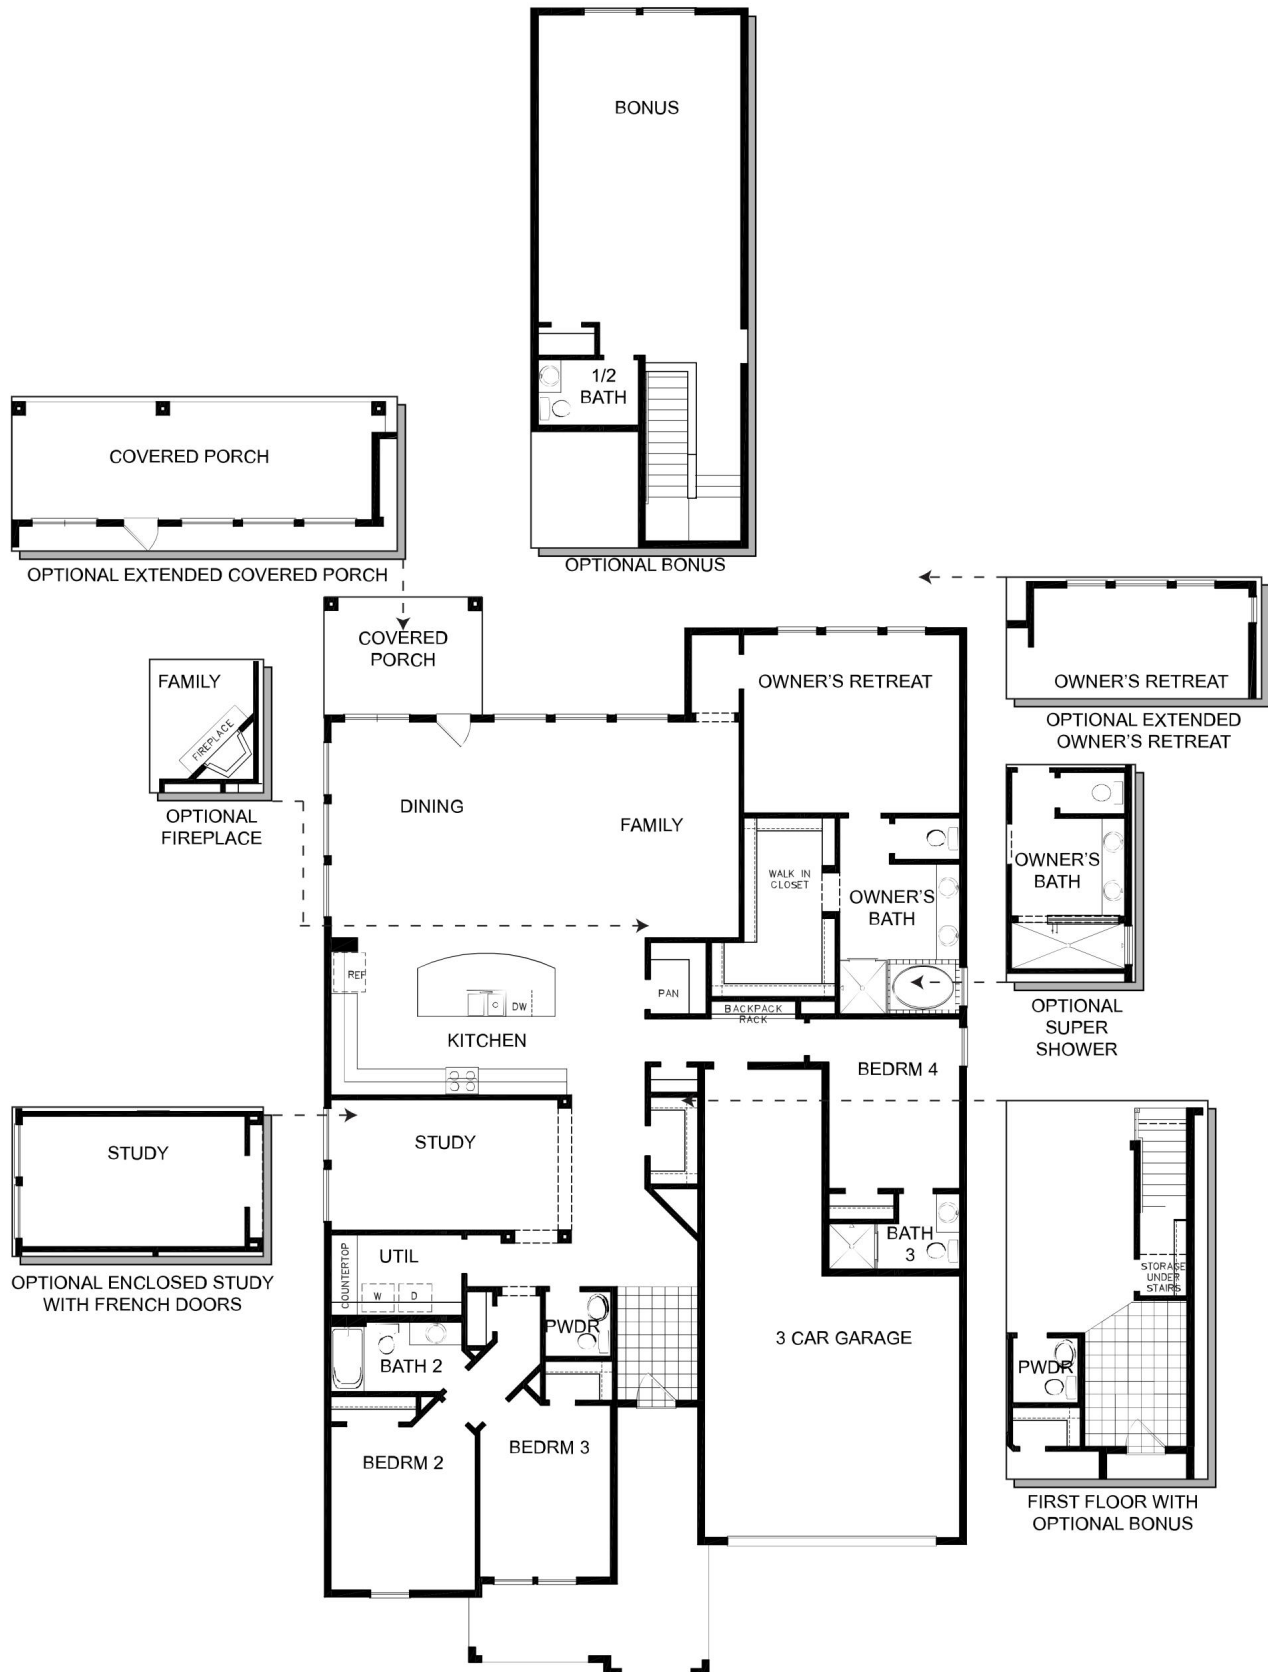 BONUS
1/2
BATH
OPTIONAL BONUS
COVERED PORCH
OPTIONAL EXTENDED COVERED PORCH
COVERED
PORCH
OWNER'S RETREAT
OWNER'S RETREAT
OPTIONAL EXTENDED
OWNER'S RETREAT
FAMILY
FIREPLACE
OPTIONAL
FIREPLACE
DINING
FAMILY
WALK IN
CLOSET
OWNER'S
BATH
OWNER'S
BATH
OPTIONAL
SUPER
SHOWER
REF
DW
PAN
BACKPACK
RACK
KITCHEN
BEDRM 4
STUDY
OPTIONAL ENCLOSED STUDY
WITH FRENCH DOORS
STUDY
UTIL
COUNTERTOP
W
D
BATH
3
PWDR
BATH 2
3 CAR GARAGE
BEDRM 2
BEDRM 3
STORAGE
UNDER
STAIRS
PWDR
FIRST FLOOR WITH
OPTIONAL BONUS